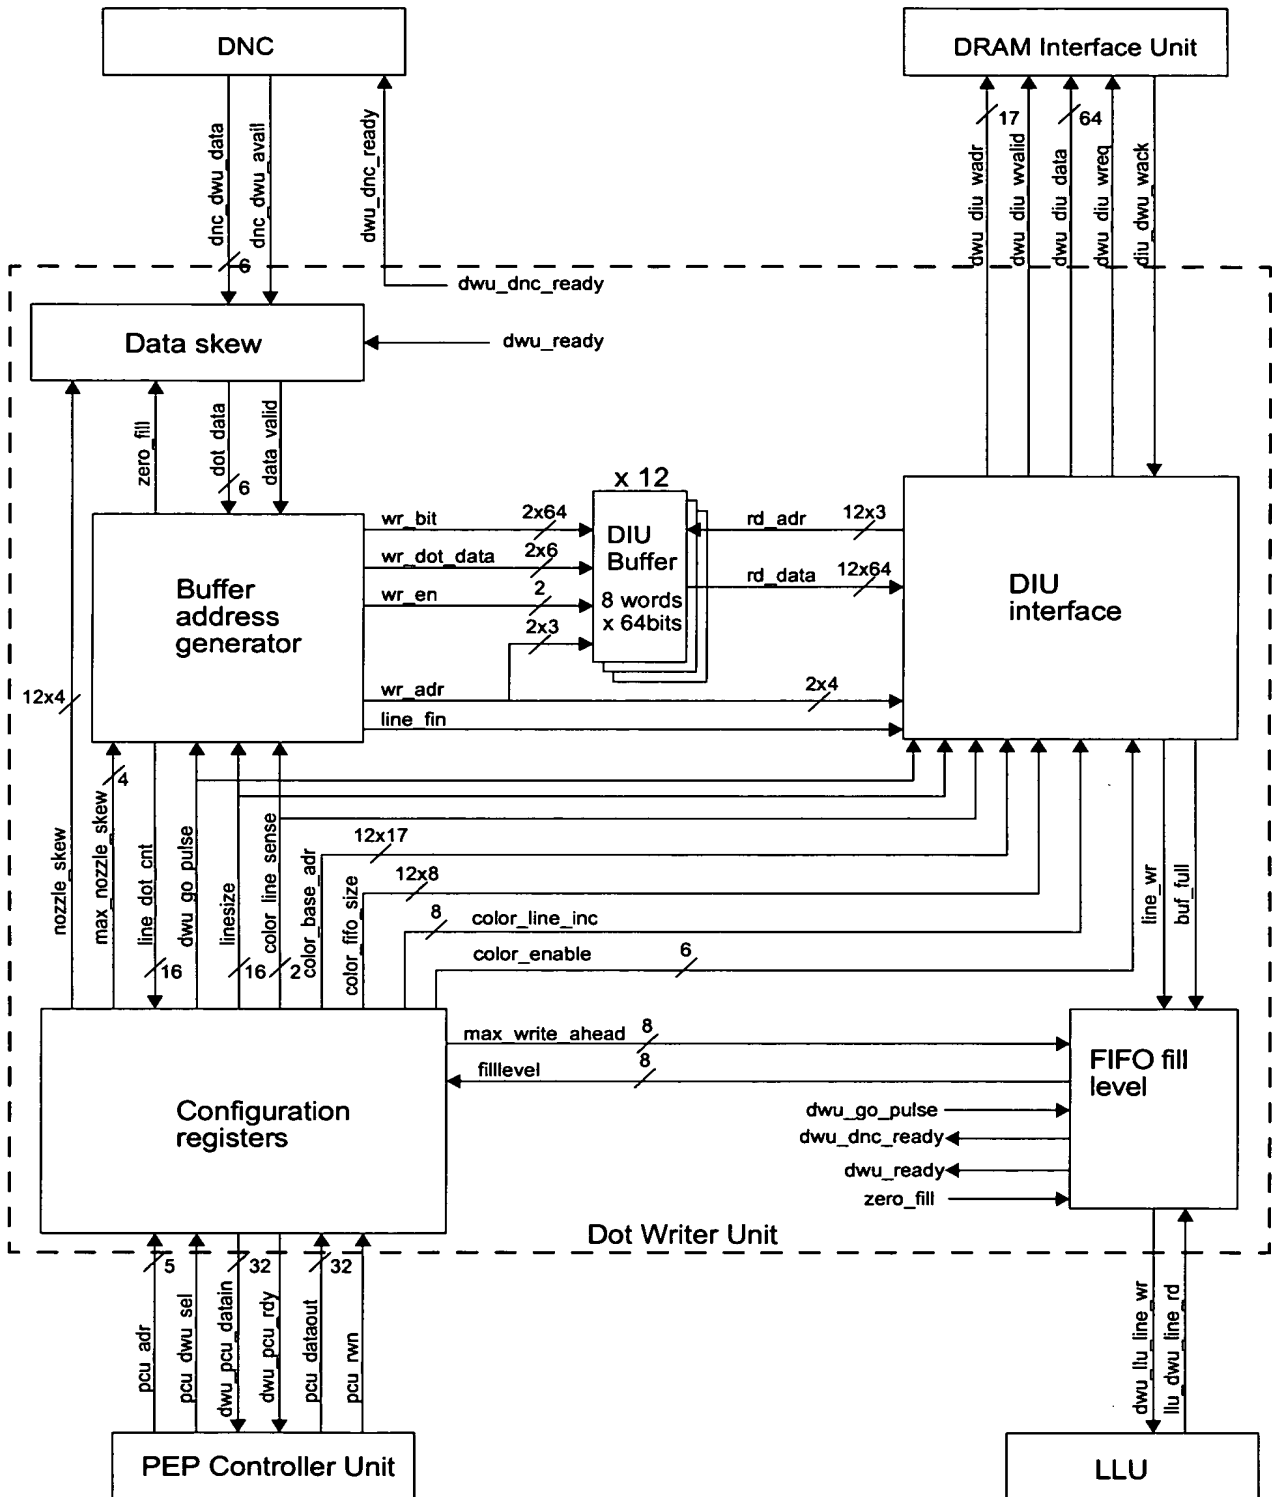 DNC
DRAM Interface Unit
dnc_dwu_data
dnc_dwu_avail
dwu_dnc_ready
6
17
64
dwu_diu_wadr
dwu_diu_wvalid
dwu_diu_data
dwu_diu_wreq
diu_dwu_wack
dwu_dnc_ready
Data skew
dwu_ready
zero_fill
dot_data
6
data_valid
x 12
wr_bit
2x64
wr_dot_data
2x6
wr_en
2
2x3
wr_adr
2x4
line_fin
DIU
Buffer
8 words
x 64bits
rd_adr
12x3
rd_data
12x64
Buffer
address
generator
DIU
interface
12x4
4
nozzle_skew
max_nozzle_skew
line_dot_cnt
16
dwu_go_pulse
linesize
16
color_line_sense
2
color_base_adr
12x17
color_fifo_size
12x8
8
color_line_inc
color_enable
6
line_wr
buf_full
max_write_ahead
8
filllevel
8
Configuration
registers
FIFO fill
level
dwu_go_pulse
dwu_dnc_ready
dwu_ready
zero_fill
Dot Writer Unit
5
32
32
pcu_adr
pcu_dwu_sel
dwu_pcu_datain
dwu_pcu_rdy
pcu_dataout
pcu_rwn
dwu_llu_line_wr
llu_dwu_line_rd
PEP Controller Unit
LLU